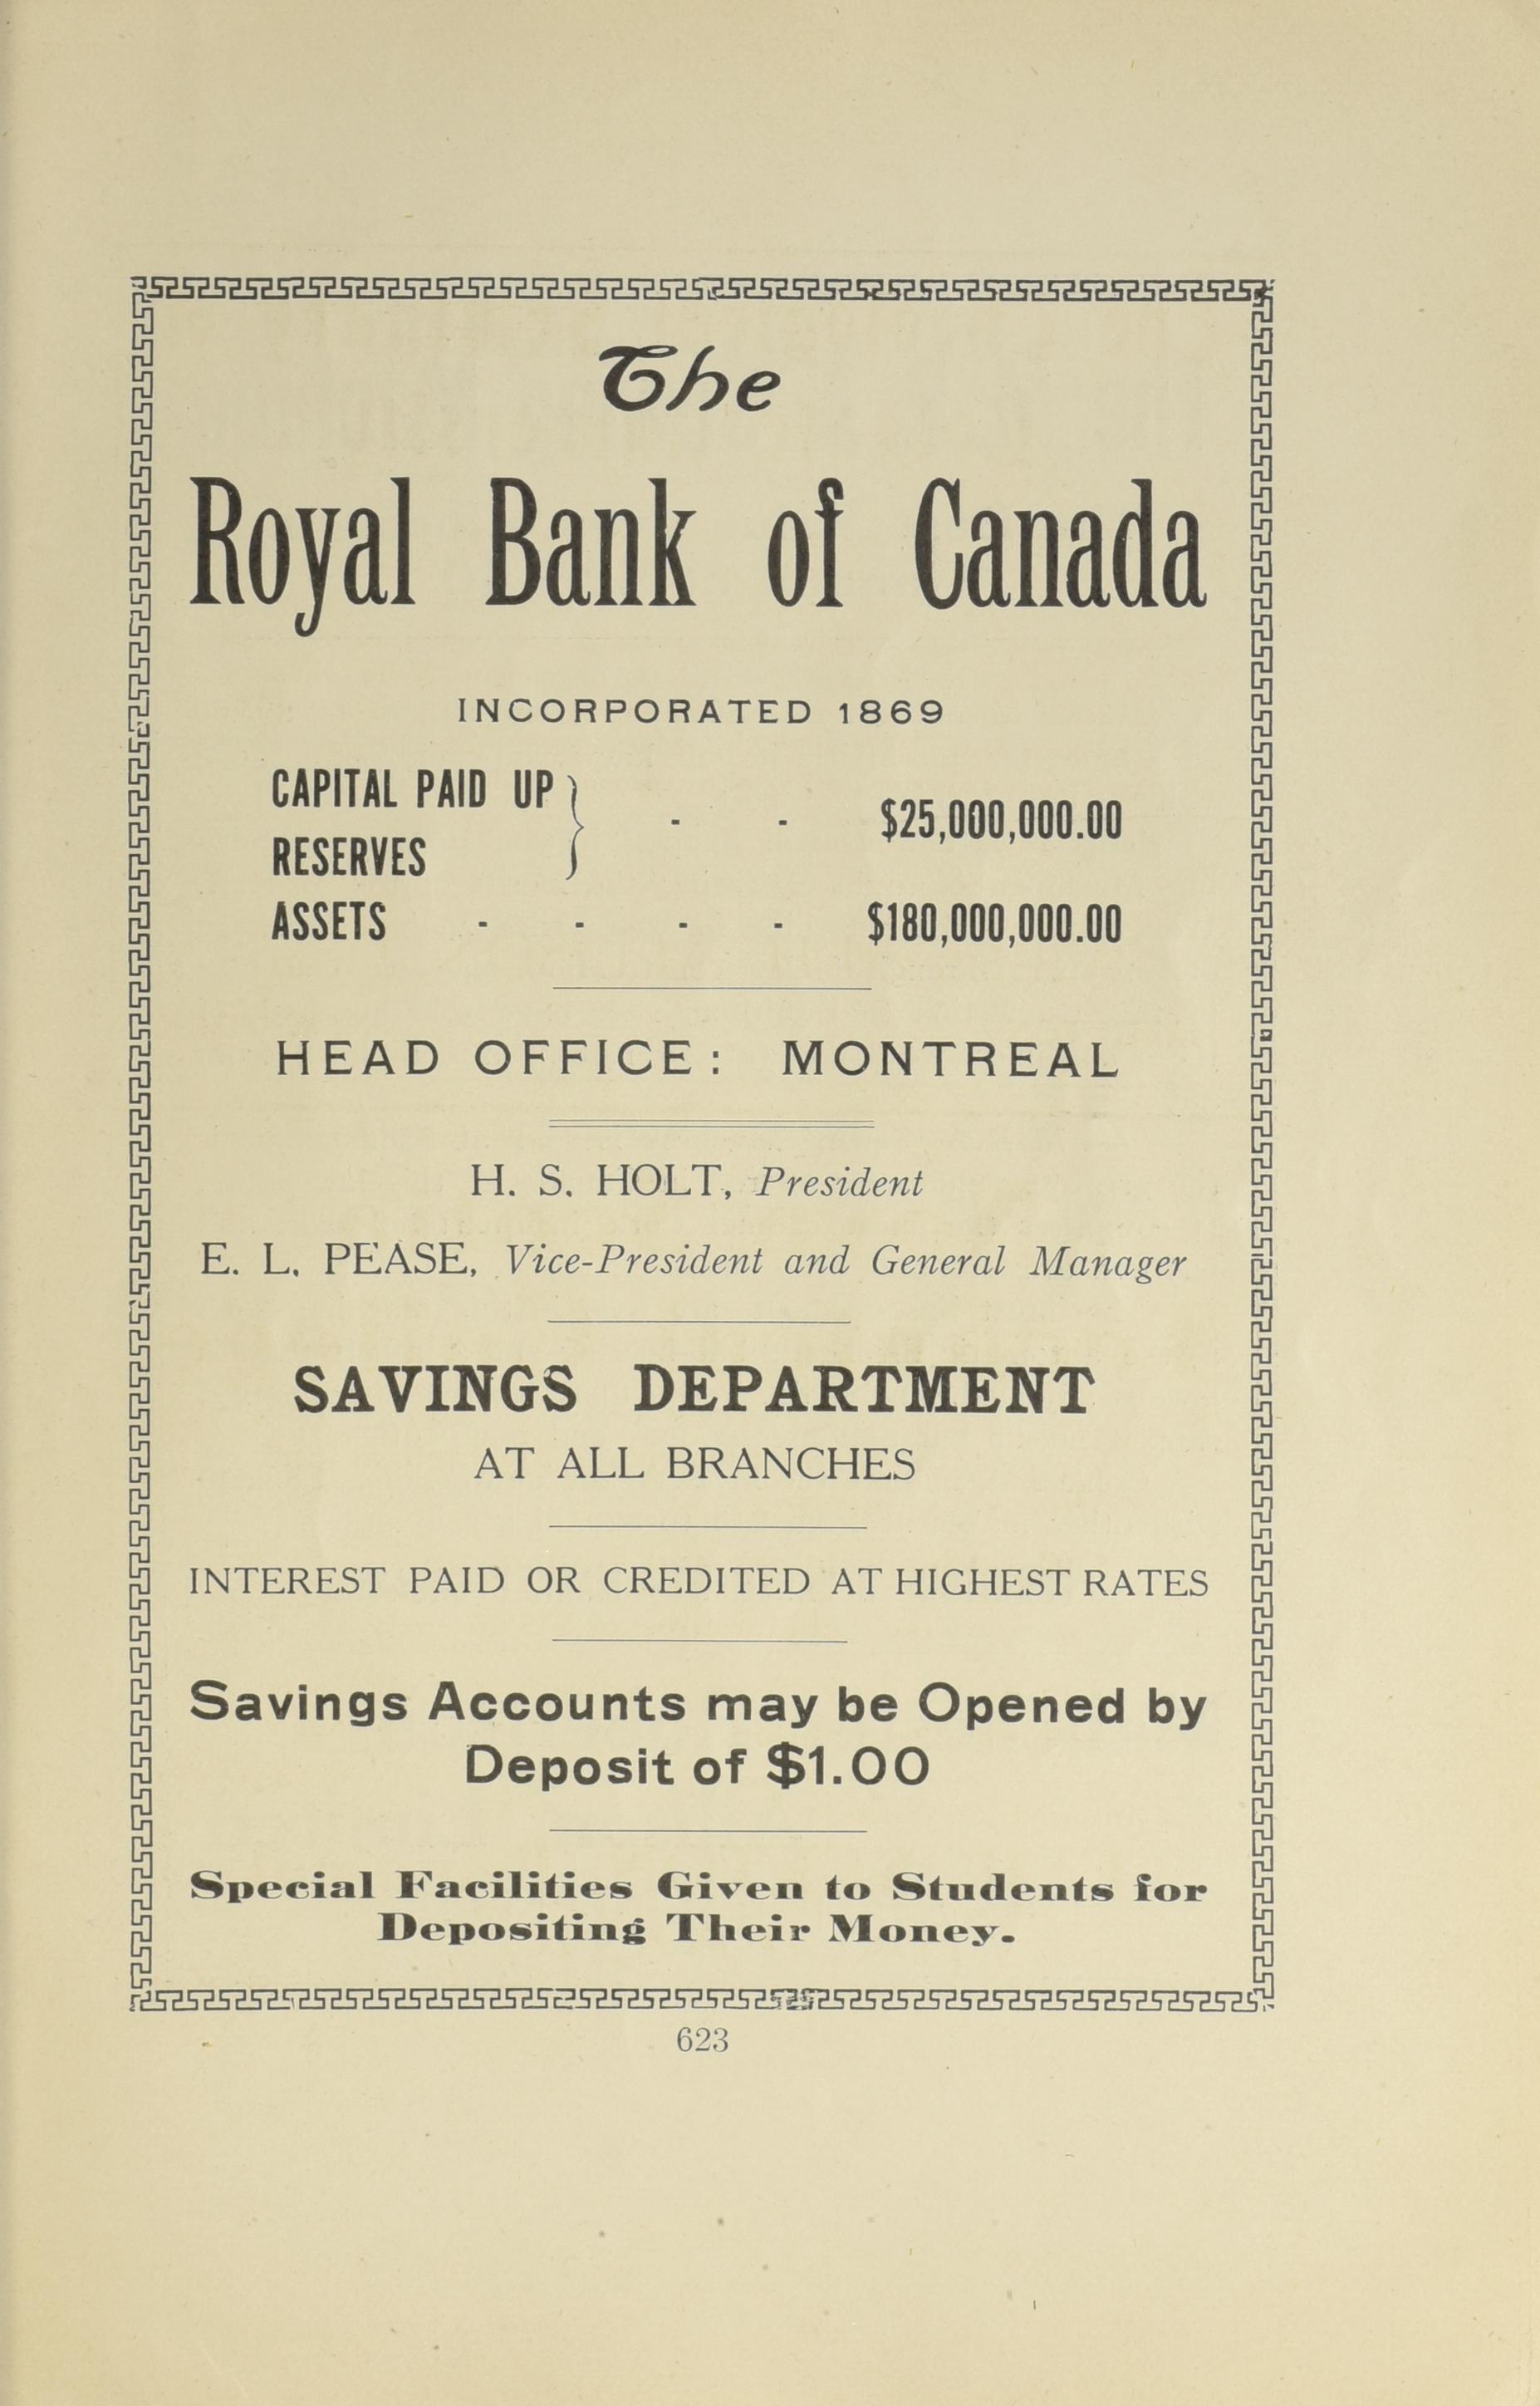 The
Royal Bank of Canada
INCORPORATED 1869
CAPITAL PAID UP
RESERVES } - - $25,000,000.00
ASSETS - - - - $180,000,000.00
HEAD OFFICE: MONTREAL
H. S. HOLT, President
E. L. PEASE, Vice-President and General Manager
SAVINGS DEPARTMENT
AT ALL BRANCHES
INTEREST PAID OR CREDITED AT HIGHEST RATES
Savings Accounts may be Opened by
Deposit of $1.00
Special Facilities Given to Students for
Depositing Their Money.
623